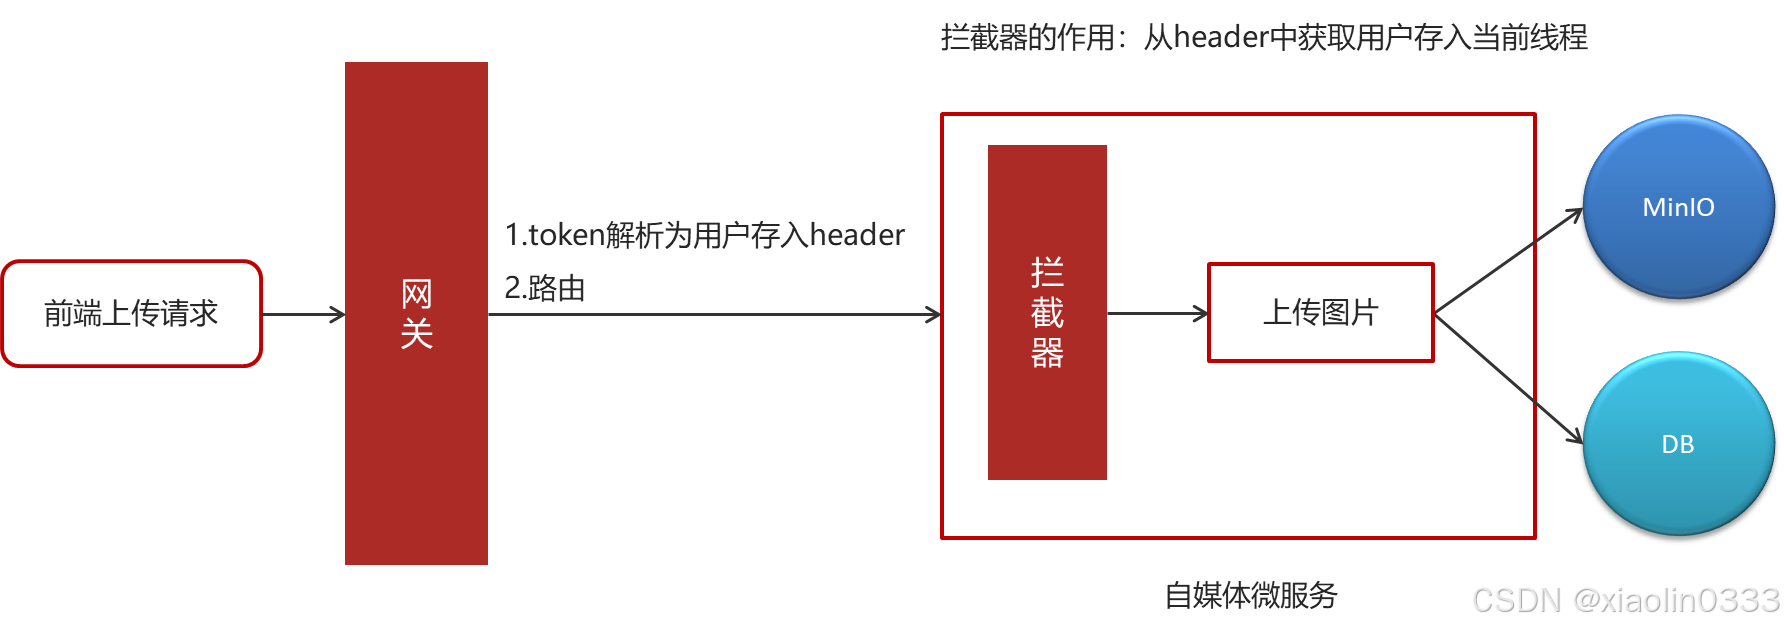 拦截器的作用：从header中获取用户存入当前线程
前端上传请求
网关
1.token解析为用户存入header
2.路由
拦截器
上传图片
MinIO
DB
自媒体微服务
CSDN @xiaolin0333